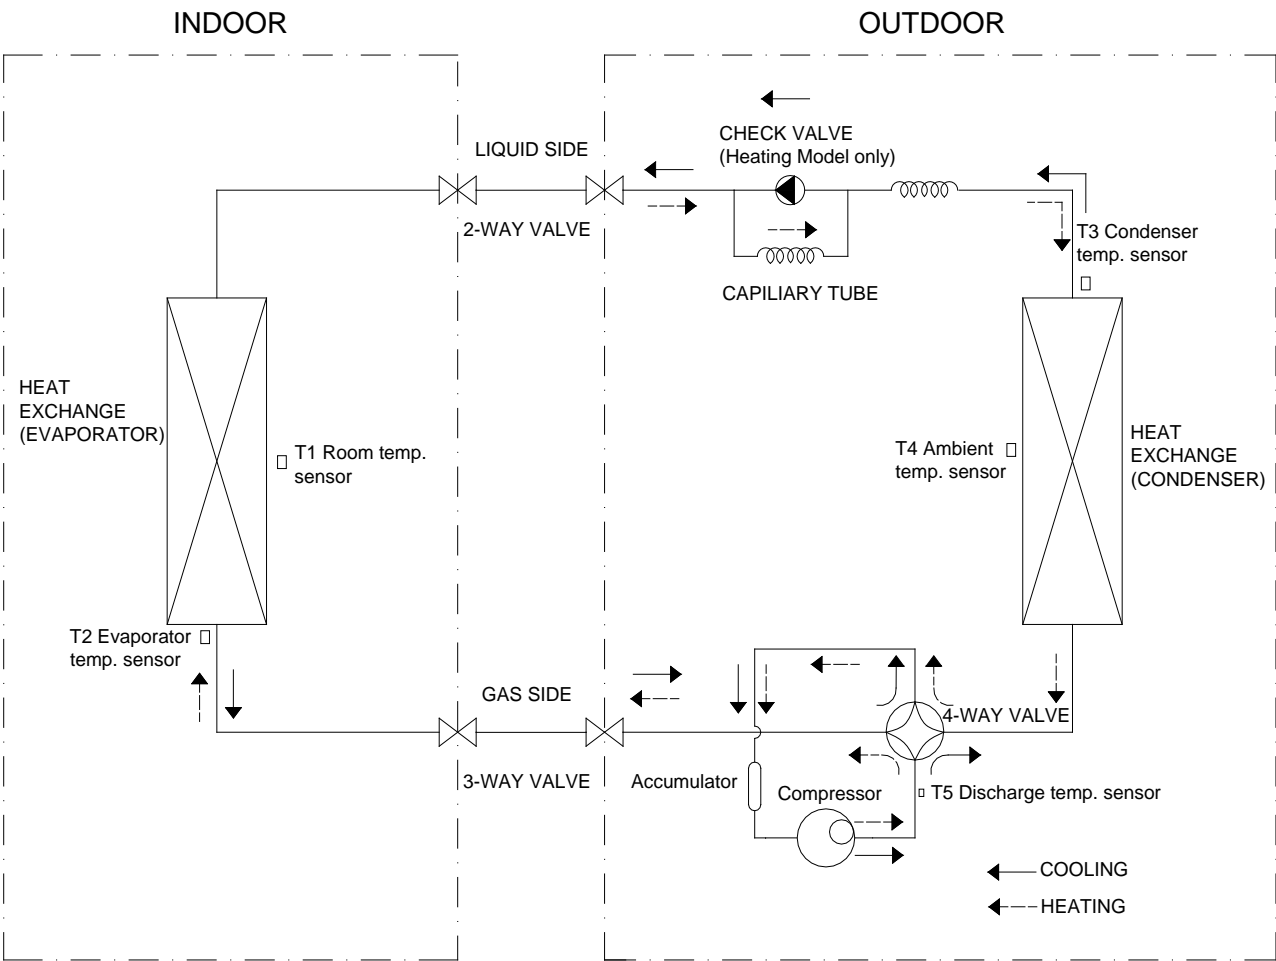 INDOOR
OUTDOOR
LIQUID SIDE
2-WAY VALVE
CHECK VALVE
(Heating Model only)
CAPILIARY TUBE
T3 Condenser
temp. sensor
HEAT
EXCHANGE
(EVAPORATOR)
T1 Room temp.
sensor
T4 Ambient
temp. sensor
HEAT
EXCHANGE
(CONDENSER)
T2 Evaporator
temp. sensor
GAS SIDE
3-WAY VALVE
4-WAY VALVE
Accumulator
Compressor
T5 Discharge temp. sensor
COOLING
HEATING